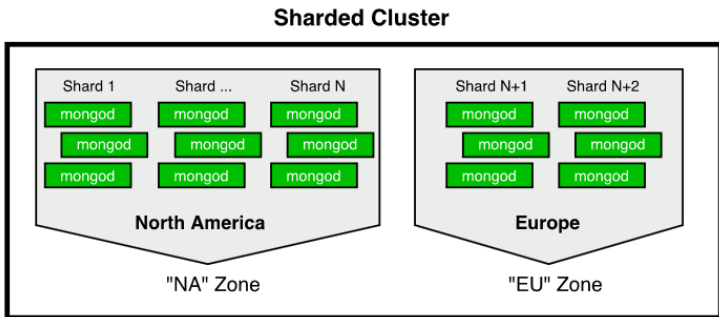 Sharded Cluster
Shard 1 Shard ... Shard N
mongod mongod mongod
mongod mongod mongod
mongod mongod mongod
North America
"NA" Zone
Shard N+1 Shard N+2
mongod mongod
mongod mongod
mongod mongod
Europe
"EU" Zone